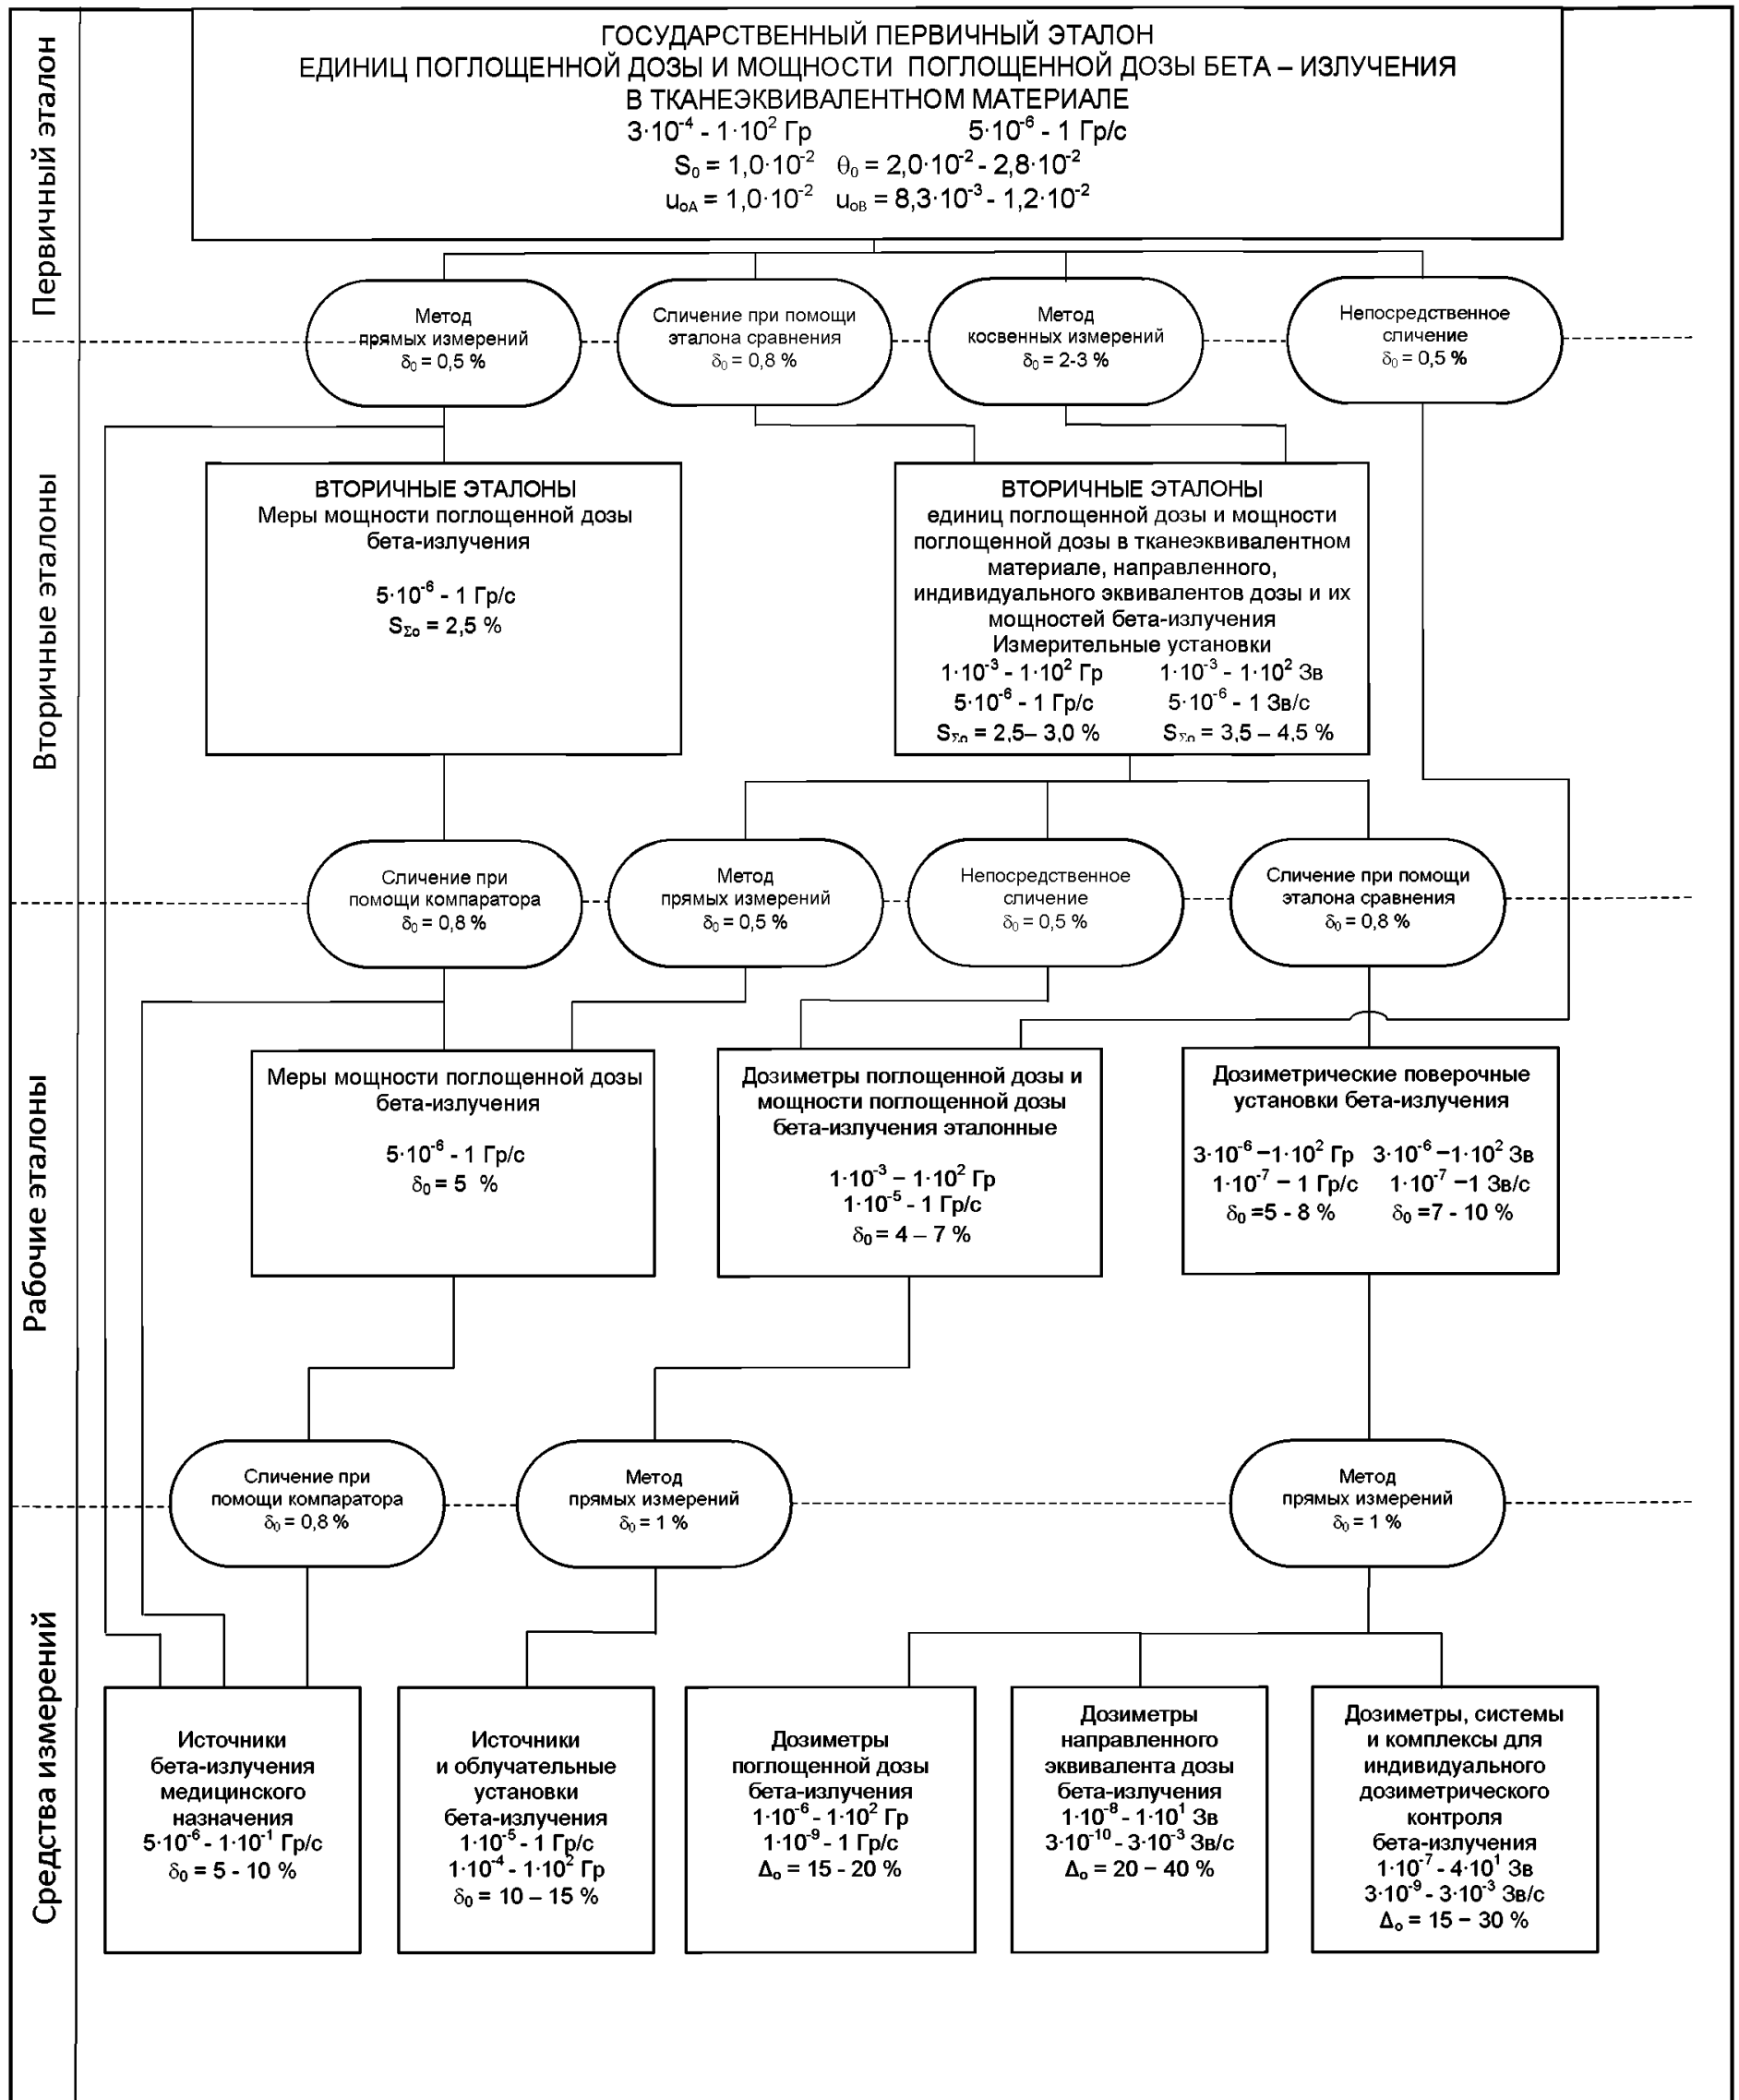 Первичный эталон
ГОСУДАРСТВЕННЫЙ ПЕРВИЧНЫЙ ЭТАЛОН
ЕДИНИЦ ПОГЛОЩЕННОЙ ДОЗЫ И МОЩНОСТИ ПОГЛОЩЕННОЙ ДОЗЫ БЕТА – ИЗЛУЧЕНИЯ
В ТКАНЕЭКВИВАЛЕНТНОМ МАТЕРИАЛЕ
3·10⁻⁴ - 1·10² Гр 5·10⁻⁶ - 1 Гр/с
S₀ = 1,0·10⁻² θ₀ = 2,0·10⁻² - 2,8·10⁻²
uₒA = 1,0·10⁻² uₒB = 8,3·10⁻³ - 1,2·10⁻²
Метод
прямых измерений
δ₀ = 0,5 %
Сличение при помощи
эталона сравнения
δ₀ = 0,8 %
Метод
косвенных измерений
δ₀ = 2-3 %
Непосредственное
сличение
δ₀ = 0,5 %
Вторичные эталоны
ВТОРИЧНЫЕ ЭТАЛОНЫ
Меры мощности поглощенной дозы
бета-излучения
5·10⁻⁶ - 1 Гр/с
SΣₒ = 2,5 %
ВТОРИЧНЫЕ ЭТАЛОНЫ
единиц поглощенной дозы и мощности
поглощенной дозы в тканеэквивалентном
материале, направленного,
индивидуального эквивалентов дозы и их
мощностей бета-излучения
Измерительные установки
1·10⁻³ - 1·10² Гр 1·10⁻³ - 1·10² Зв
5·10⁻⁶ - 1 Гр/с 5·10⁻⁶ - 1 Зв/с
SΣₒ = 2,5– 3,0 % SΣₒ = 3,5 – 4,5 %
Сличение при
помощи компаратора
δ₀ = 0,8 %
Метод
прямых измерений
δ₀ = 0,5 %
Непосредственное
сличение
δ₀ = 0,5 %
Сличение при помощи
эталона сравнения
δ₀ = 0,8 %
Рабочие эталоны
Меры мощности поглощенной дозы
бета-излучения
5·10⁻⁶ - 1 Гр/с
δ₀ = 5 %
Дозиметры поглощенной дозы и
мощности поглощенной дозы
бета-излучения эталонные
1·10⁻³ – 1·10² Гр
1·10⁻⁵ - 1 Гр/с
δ₀ = 4 – 7 %
Дозиметрические поверочные
установки бета-излучения
3·10⁻⁶ –1·10² Гр 3·10⁻⁶ –1·10² Зв
1·10⁻⁷ – 1 Гр/с 1·10⁻⁷ –1 Зв/с
δ₀ =5 - 8 % δ₀ =7 - 10 %
Сличение при
помощи компаратора
δ₀ = 0,8 %
Метод
прямых измерений
δ₀ = 1 %
Метод
прямых измерений
δ₀ = 1 %
Средства измерений
Источники
бета-излучения
медицинского
назначения
5·10⁻⁶ - 1·10⁻¹ Гр/с
δ₀ = 5 - 10 %
Источники
и облучательные
установки
бета-излучения
1·10⁻⁵ - 1 Гр/с
1·10⁻⁴ - 1·10² Гр
δ₀ = 10 – 15 %
Дозиметры
поглощенной дозы
бета-излучения
1·10⁻⁶ - 1·10² Гр
1·10⁻⁹ - 1 Гр/с
Δₒ = 15 - 20 %
Дозиметры
направленного
эквивалента дозы
бета-излучения
1·10⁻⁸ - 1·10¹ Зв
3·10⁻¹⁰ - 3·10⁻³ Зв/с
Δₒ = 20 – 40 %
Дозиметры, системы
и комплексы для
индивидуального
дозиметрического
контроля
бета-излучения
1·10⁻⁷ - 4·10¹ Зв
3·10⁻⁹ - 3·10⁻³ Зв/с
Δₒ = 15 – 30 %